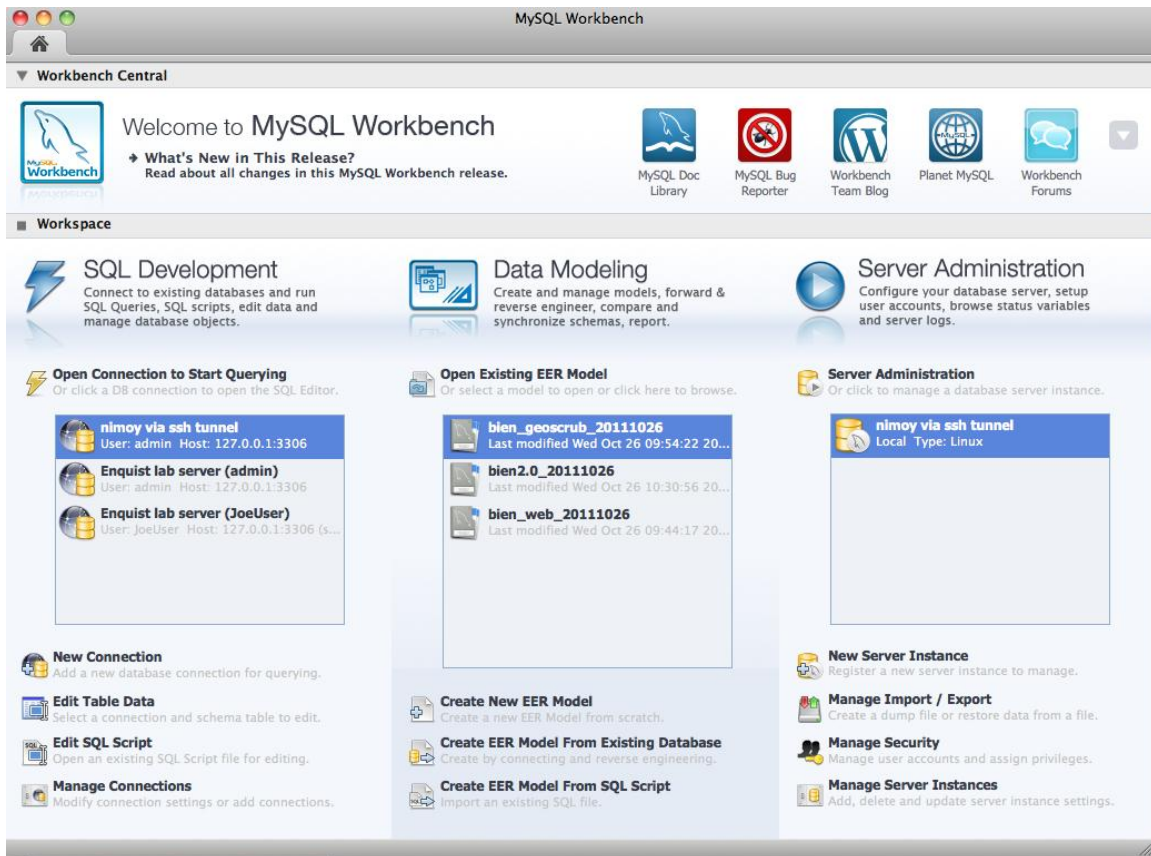 MySQL Workbench
Workbench Central
MySQL
Workbench
Welcome to MySQL Workbench
What's New in This Release?
Read about all changes in this MySQL Workbench release.
MySQL Doc
Library
MySQL Bug
Reporter
Workbench
Team Blog
MySQL
Planet MySQL
Workbench
Forums
Workspace
SQL Development
Connect to existing databases and run
SQL Queries, SQL scripts, edit data and
manage database objects.
Open Connection to Start Querying
Or click a DB connection to open the SQL Editor.
nimoy via ssh tunnel
User: admin Host: 127.0.0.1:3306
Enquist lab server (admin)
User: admin Host: 127.0.0.1:3306
Enquist lab server (JoeUser)
User: JoeUser Host: 127.0.0.1:3306 (s...
New Connection
Add a new database connection for querying.
Edit Table Data
Select a connection and schema table to edit.
SQL
Edit SQL Script
Open an existing SQL Script file for editing.
Manage Connections
Modify connection settings or add connections.
Data Modeling
Create and manage models, forward &
reverse engineer, compare and
synchronize schemas, report.
Open Existing EER Model
Or select a model to open or click here to browse.
bien_geoscrub_20111026
Last modified Wed Oct 26 09:54:22 20...
bien2.0_20111026
Last modified Wed Oct 26 10:30:56 20...
bien_web_20111026
Last modified Wed Oct 26 09:44:17 20...
Create New EER Model
Create a new EER Model from scratch.
Create EER Model From Existing Database
Create by connecting and reverse engineering.
SQL
Create EER Model From SQL Script
Import an existing SQL file.
Server Administration
Configure your database server, setup
user accounts, browse status variables
and server logs.
Server Administration
Or click to manage a database server instance.
nimoy via ssh tunnel
Local Type: Linux
New Server Instance
Register a new server instance to manage.
Manage Import / Export
Create a dump file or restore data from a file.
Manage Security
Manage user accounts and assign privileges.
Manage Server Instances
Add, delete and update server instance settings.